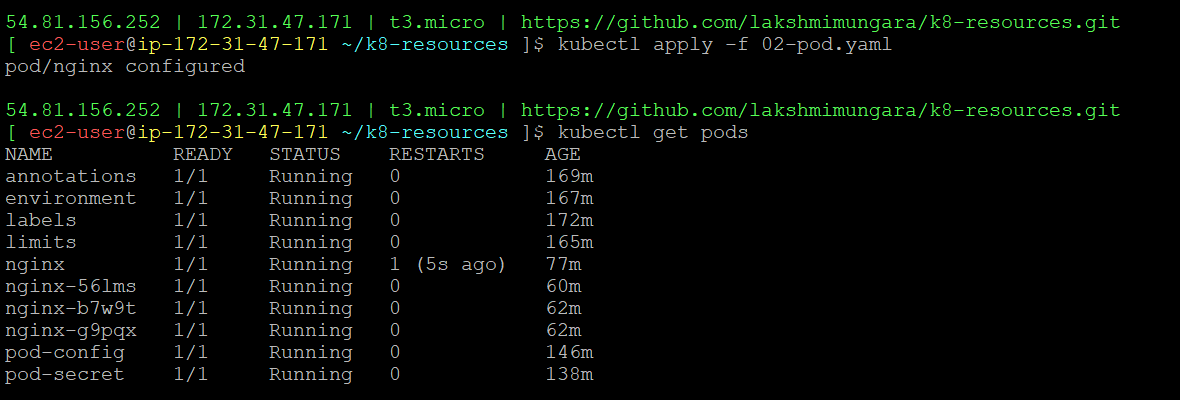 54.81.156.252 | 172.31.47.171 | t3.micro | https://github.com/lakshmimungara/k8-resources.git
[ ec2-user@ip-172-31-47-171 ~/k8-resources ]$ kubectl apply -f 02-pod.yaml
pod/nginx configured
54.81.156.252 | 172.31.47.171 | t3.micro | https://github.com/lakshmimungara/k8-resources.git
[ ec2-user@ip-172-31-47-171 ~/k8-resources ]$ kubectl get pods
NAME READY STATUS RESTARTS AGE
annotations 1/1 Running 0 169m
environment 1/1 Running 0 167m
labels 1/1 Running 0 172m
limits 1/1 Running 0 165m
nginx 1/1 Running 1 (5s ago) 77m
nginx-56lms 1/1 Running 0 60m
nginx-b7w9t 1/1 Running 0 62m
nginx-g9pqx 1/1 Running 0 62m
pod-config 1/1 Running 0 146m
pod-secret 1/1 Running 0 138m